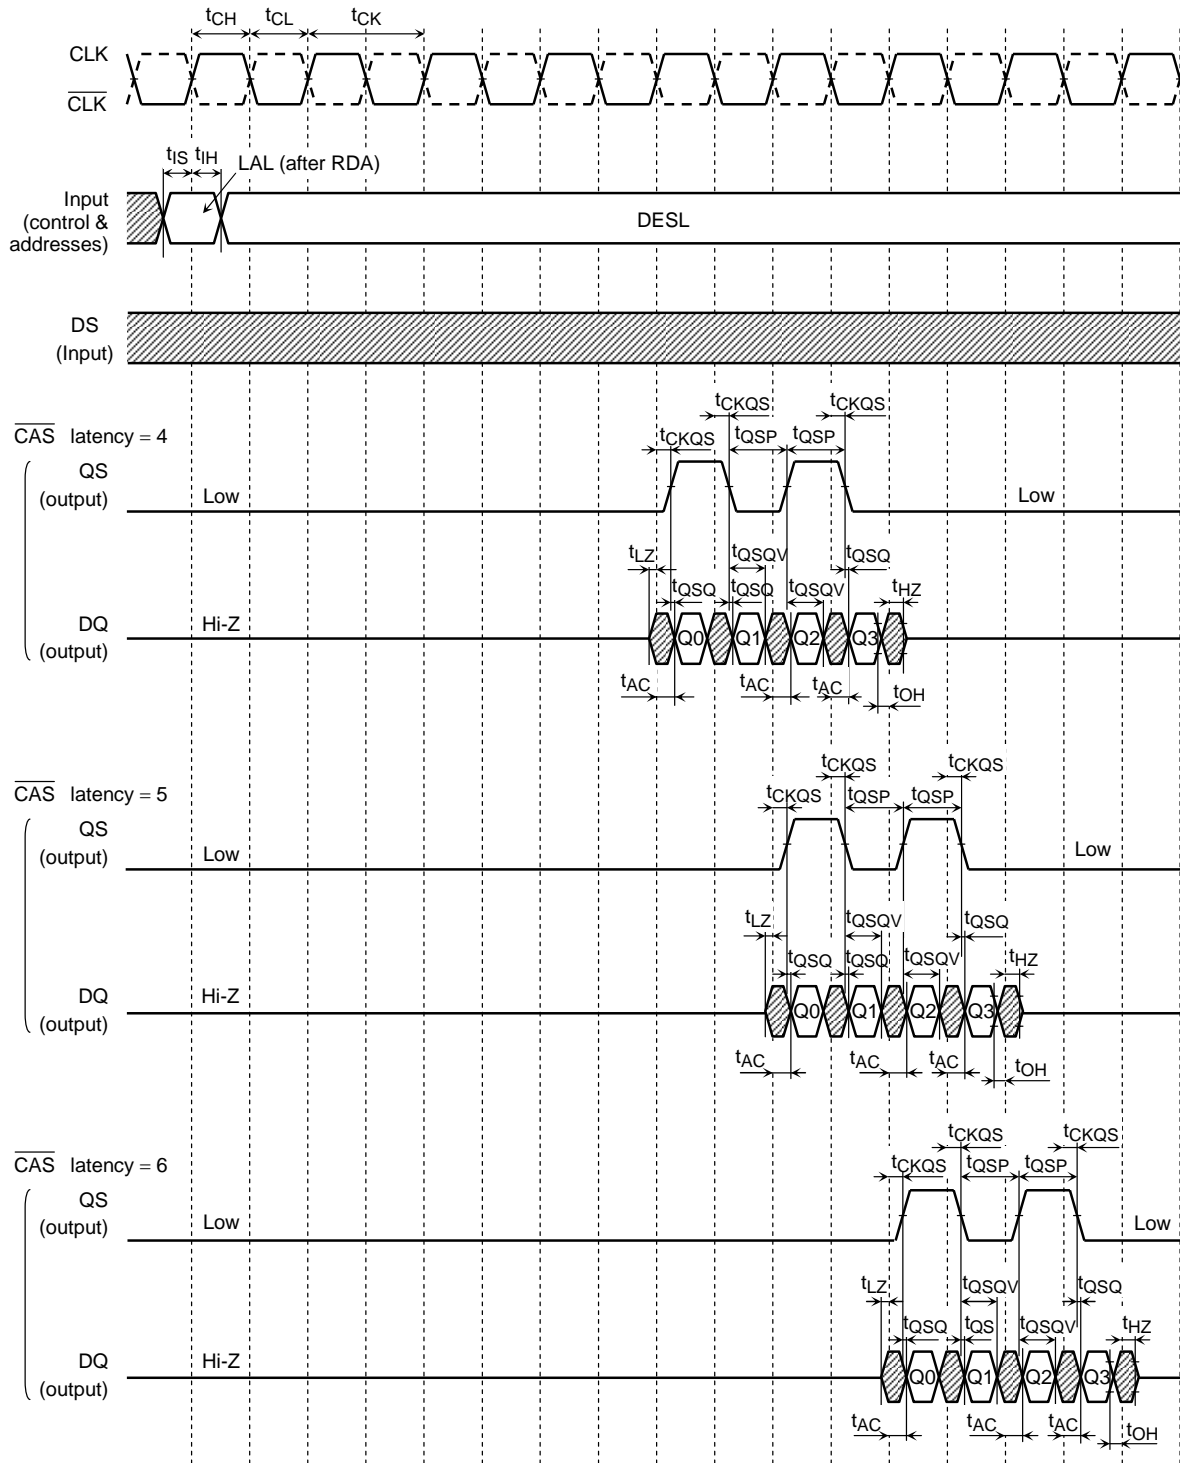 tCH tCL tCK
CLK
CLK
tIS tIH LAL (after RDA)
Input
(control &
addresses)
DESL
DS
(Input)
tCKQS tCKQS
CAS latency = 4
tCKQS tQSP tQSP
QS
(output)
Low
Low
tLZ tQSQV tQSQ
tQSQ tQSQ tQSQV tHZ
DQ
(output)
Hi-Z
Q0 Q1 Q2 Q3
tAC tAC tAC tOH
tCKQS tCKQS
CAS latency = 5
tCKQS tQSP tQSP
QS
(output)
Low
Low
tLZ tQSQV tQSQ
tQSQ tQSQ tQSQV tHZ
DQ
(output)
Hi-Z
Q0 Q1 Q2 Q3
tAC tAC tAC tOH
tCKQS tCKQS
CAS latency = 6
tCKQS tQSP tQSP
QS
(output)
Low
Low
tLZ tQSQV tQSQ
tQSQ tQS tQSQV tHZ
DQ
(output)
Hi-Z
Q0 Q1 Q2 Q3
tAC tAC tAC tOH